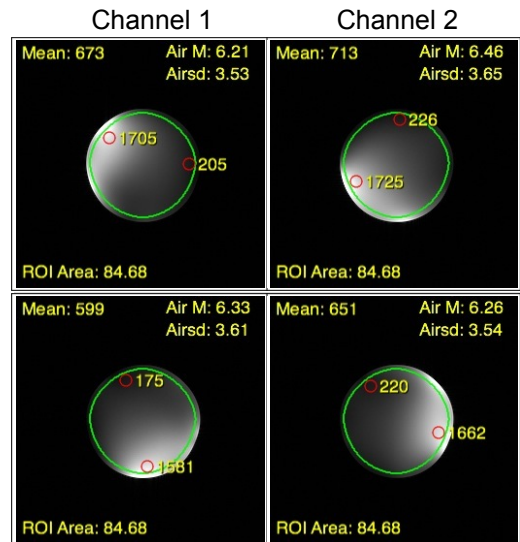 Channel 1
Channel 2
Mean: 673
Air M: 6.21
Airsd: 3.53
1705
205
ROI Area: 84.68
Mean: 713
Air M: 6.46
Airsd: 3.65
226
1725
ROI Area: 84.68
Mean: 599
Air M: 6.33
Airsd: 3.61
175
1581
ROI Area: 84.68
Mean: 651
Air M: 6.26
Airsd: 3.54
220
1662
ROI Area: 84.68